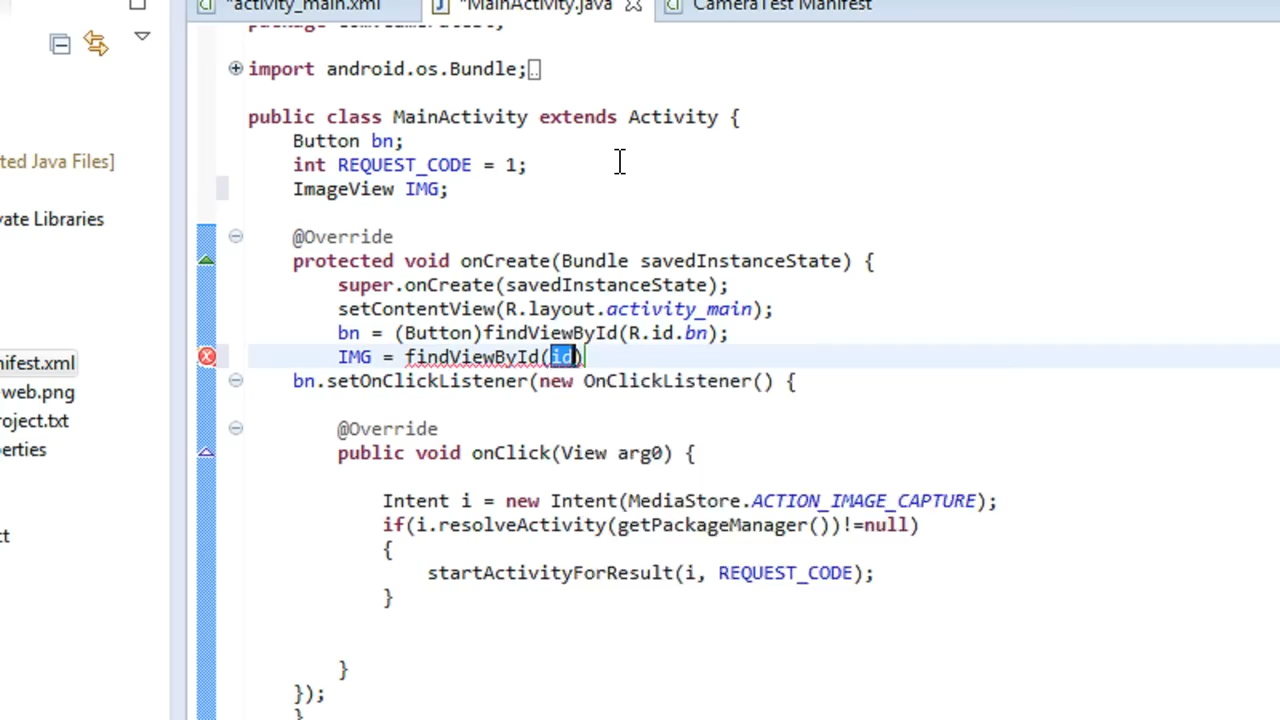 *activity_main.xml
*MainActivity.java
CameraTest Manifest
ted Java Files]
vate Libraries
nifest.xml
web.png
roject.txt
perties
ct
import android.os.Bundle;
public class MainActivity extends Activity {
Button bn;
int REQUEST_CODE = 1;
ImageView IMG;
@Override
protected void onCreate(Bundle savedInstanceState) {
super.onCreate(savedInstanceState);
setContentView(R.layout.activity_main);
bn = (Button)findViewById(R.id.bn);
IMG = findViewById(id)
bn.setOnClickListener(new OnClickListener() {
@Override
public void onClick(View arg0) {
Intent i = new Intent(MediaStore.ACTION_IMAGE_CAPTURE);
if(i.resolveActivity(getPackageManager())!=null)
{
startActivityForResult(i, REQUEST_CODE);
}
}
});
}